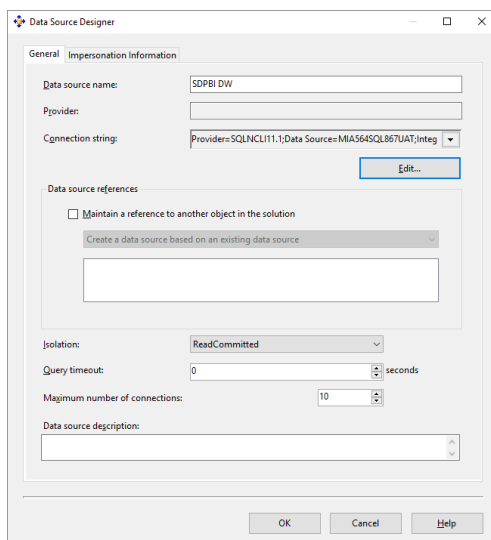 Data Source Designer
General Impersonation Information
Data source name: SDPBI DW
Provider:
Connection string: Provider=SQLNCLI11.1;Data Source=MIA564SQL867UAT;Integ
Edit...
Data source references
Maintain a reference to another object in the solution
Create a data source based on an existing data source
Isolation: ReadCommitted
Query timeout: 0 seconds
Maximum number of connections: 10
Data source description:
OK Cancel Help